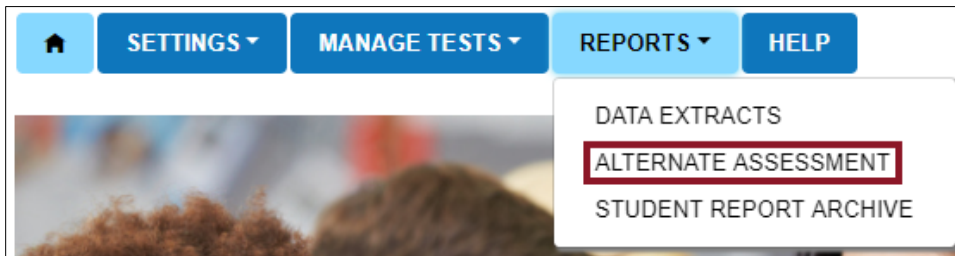 SETTINGS MANAGE TESTS REPORTS HELP
DATA EXTRACTS
ALTERNATE ASSESSMENT
STUDENT REPORT ARCHIVE